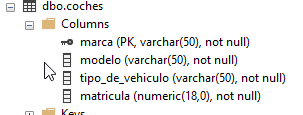 dbo.coches
Columns
marca (PK, varchar(50), not null)
modelo (varchar(50), not null)
tipo_de_vehiculo (varchar(50), not null)
matricula (numeric(18,0), not null)
Keys